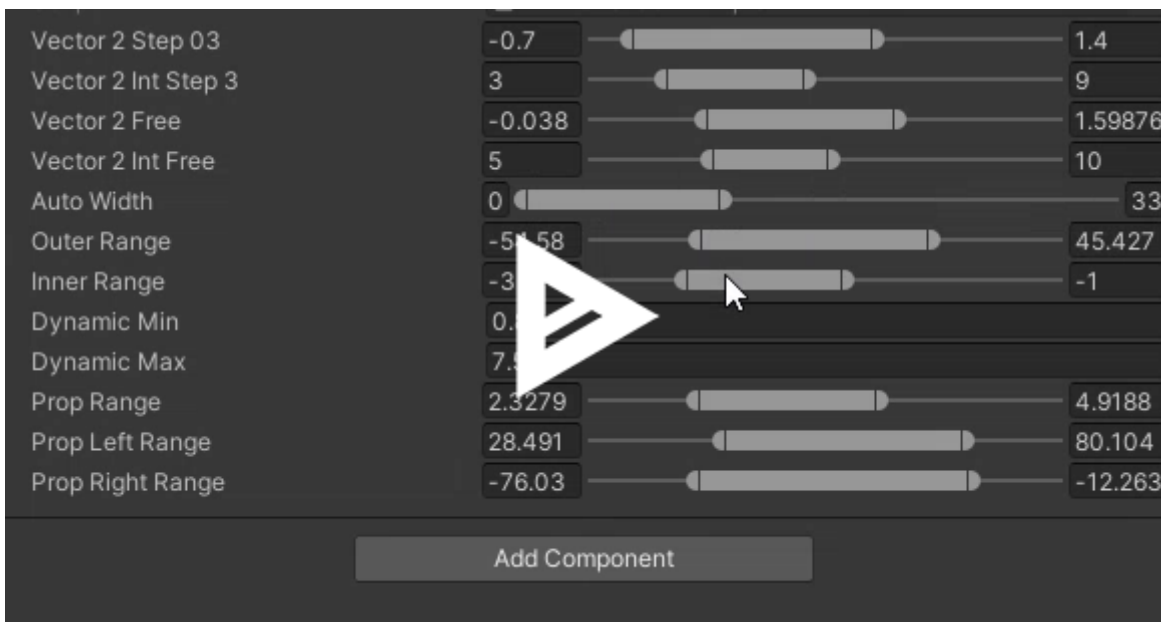 Vector 2 Step 03 -0.7 1.4
Vector 2 Int Step 3 3 9
Vector 2 Free -0.038 1.59876
Vector 2 Int Free 5 10
Auto Width 0 33
Outer Range 45.427
Inner Range -1
Dynamic Min
Dynamic Max
Prop Range 2.3279 4.9188
Prop Left Range 28.491 80.104
Prop Right Range -76.03 -12.263
Add Component